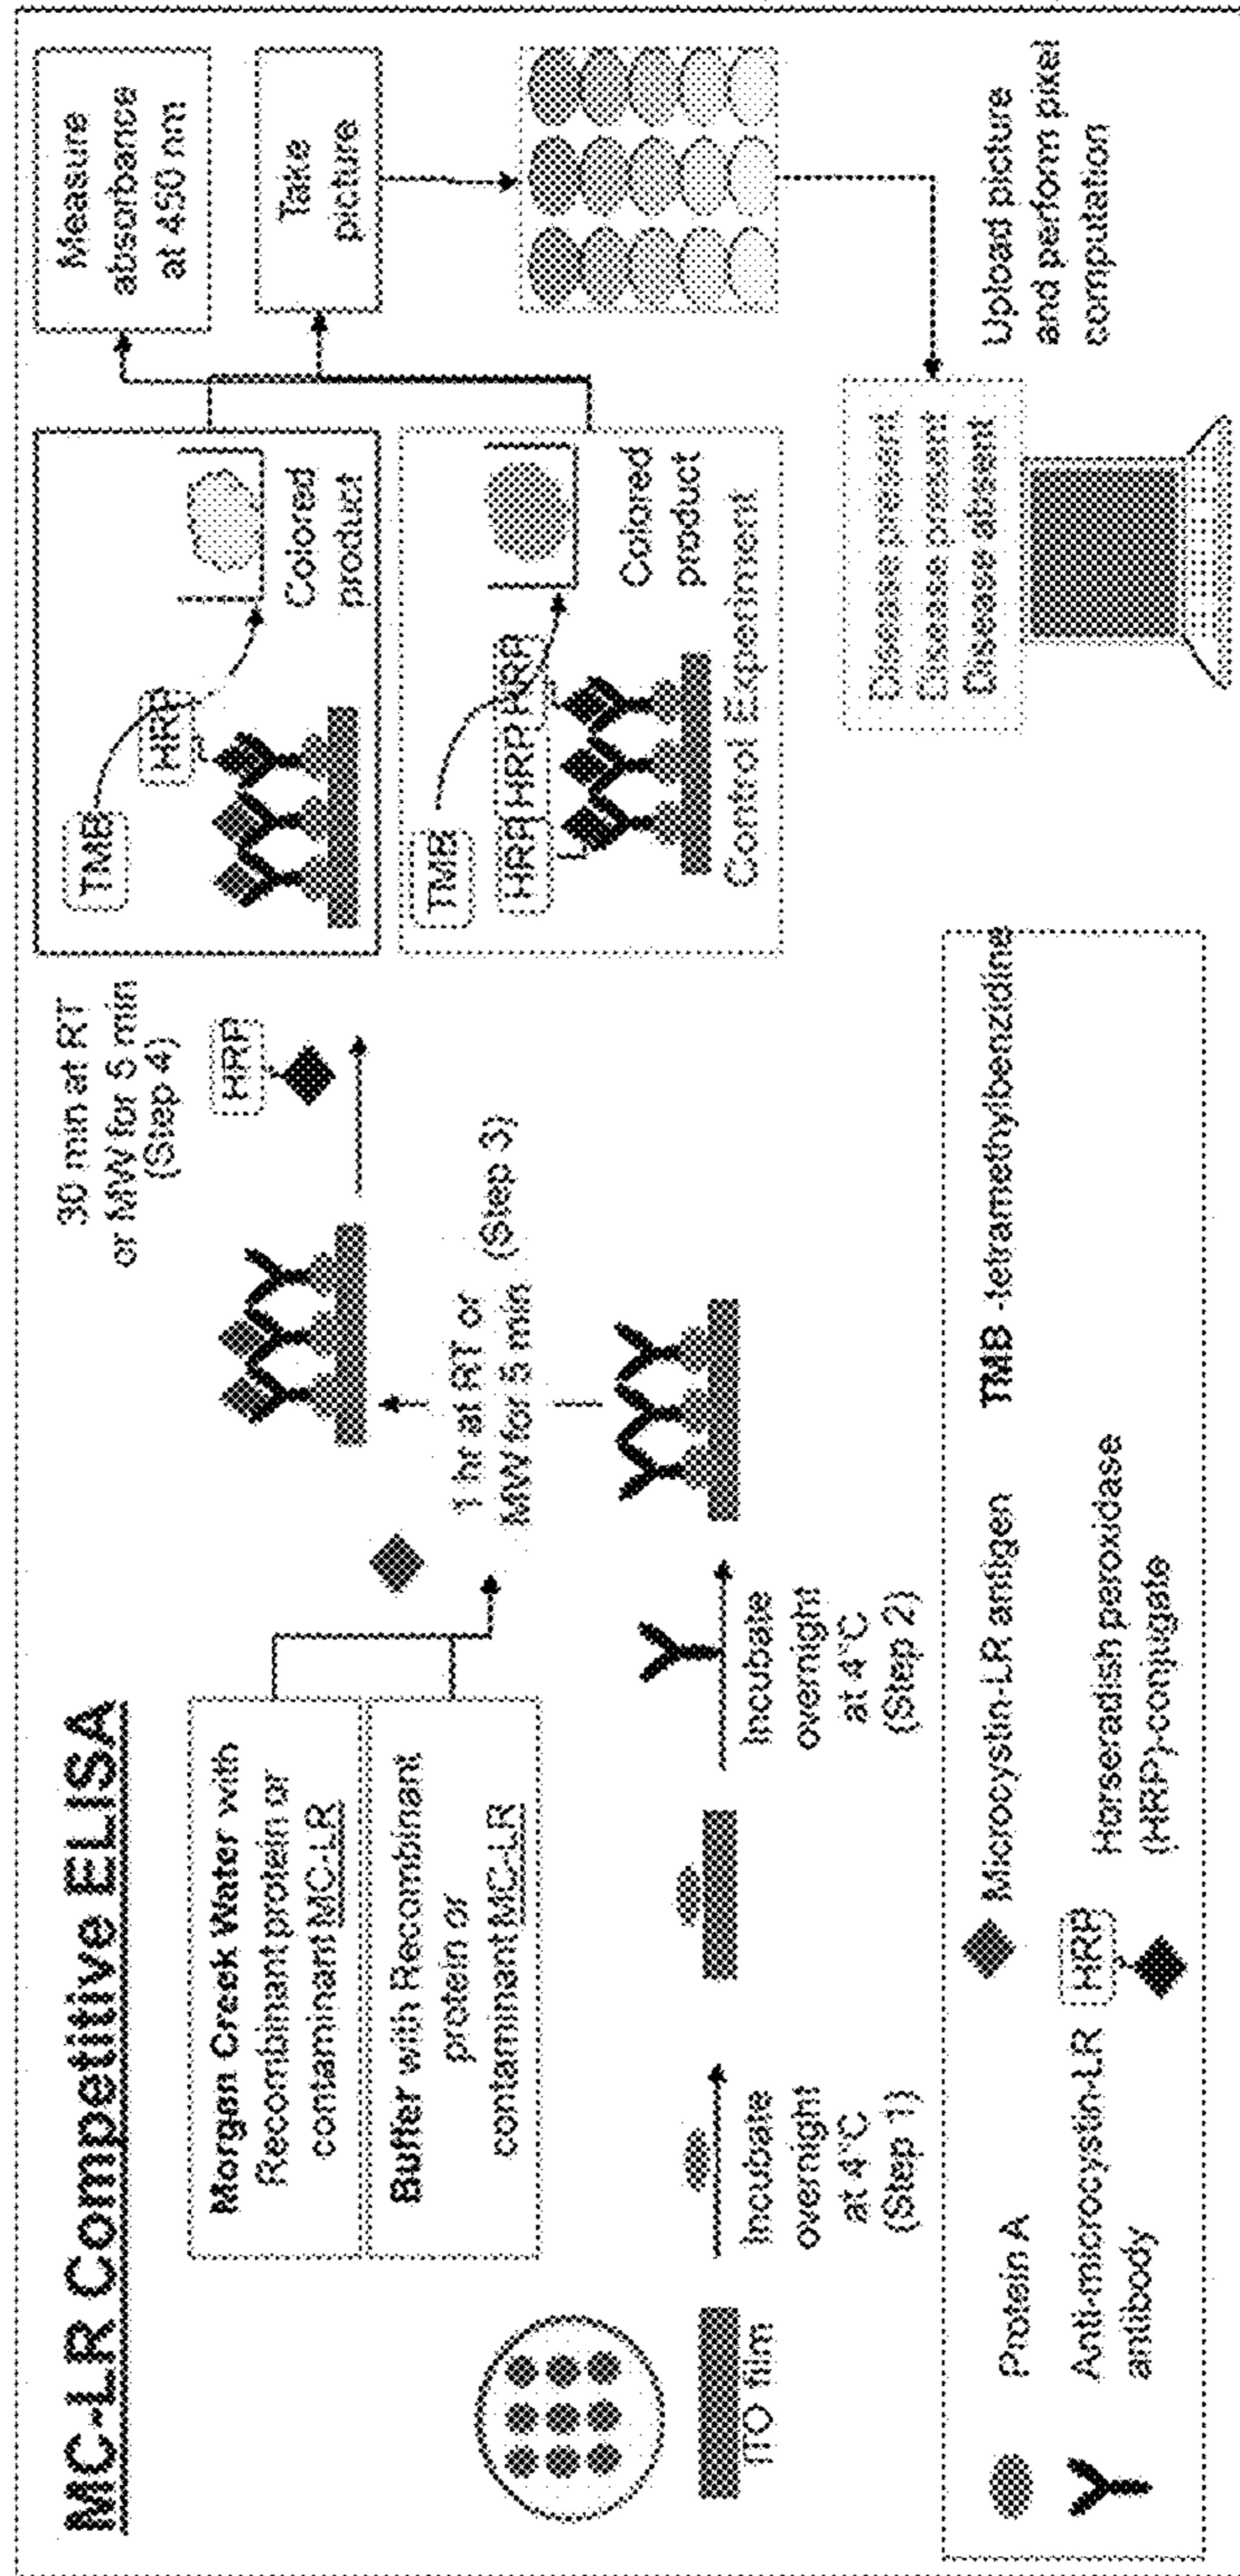 MC-LR Competitive ELISA
Morgan Creek Water with
Recombinant protein or
contaminant MC-LR
Buffer with Recombinant
protein or
contaminant MC-LR
ITO film
Incubate
overnight
at 4°C
(Step 1)
Incubate
overnight
at 4°C
(Step 2)
1 hr at RT or
MW for 5 min
(Step 3)
30 min at RT
or MW for 5 min
(Step 4)
HRP
TMB
HRP
Colored
product
TMB
HRP HRP HRP
Colored
product
Control Experiment
Measure
absorbance
at 450 nm
Take
picture
Upload picture
and perform pixel
computation
Disease present
Disease present
Disease absent
Protein A
Microcystin-LR antigen
TMB -tetramethylbenzidine
Anti-microcystin-LR
antibody
HRP
Horseradish peroxidase
(HRP)-conjugate